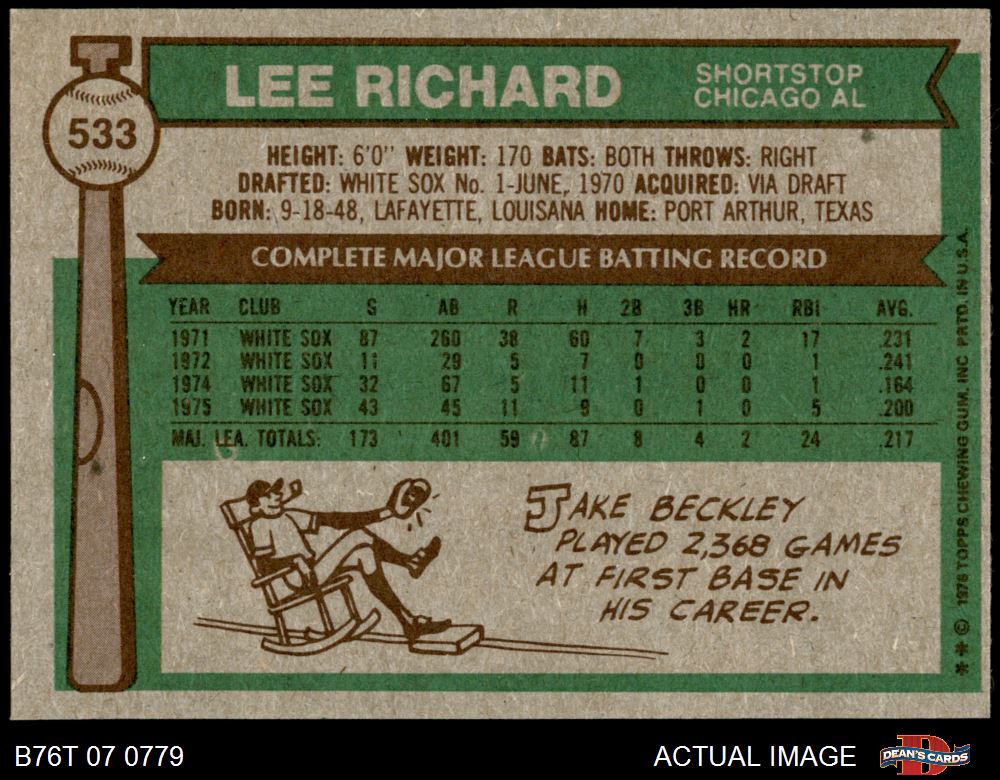 533
LEE RICHARD
SHORTSTOP
CHICAGO AL
HEIGHT: 6'0" WEIGHT: 170 BATS: BOTH THROWS: RIGHT
DRAFTED: WHITE SOX No. 1-JUNE, 1970 ACQUIRED: VIA DRAFT
BORN: 9-18-48, LAFAYETTE, LOUISANA HOME: PORT ARTHUR, TEXAS
COMPLETE MAJOR LEAGUE BATTING RECORD
YEAR CLUB G AB R H 2B 3B HR RBI AVG.
1971 WHITE SOX 87 260 38 60 7 3 2 17 .231
1972 WHITE SOX 11 29 5 7 0 0 0 1 .241
1974 WHITE SOX 32 67 5 11 1 0 0 1 .164
1975 WHITE SOX 43 45 11 9 0 1 0 5 .200
MAJ. LEA. TOTALS: 173 401 59 87 8 4 2 24 .217
JAKE BECKLEY
PLAYED 2,368 GAMES
AT FIRST BASE IN
HIS CAREER.
* * © 1976 TOPPS CHEWING GUM, INC PRTD. IN U.S.A.
B76T 07 0779
ACTUAL IMAGE
DEAN'S CARDS